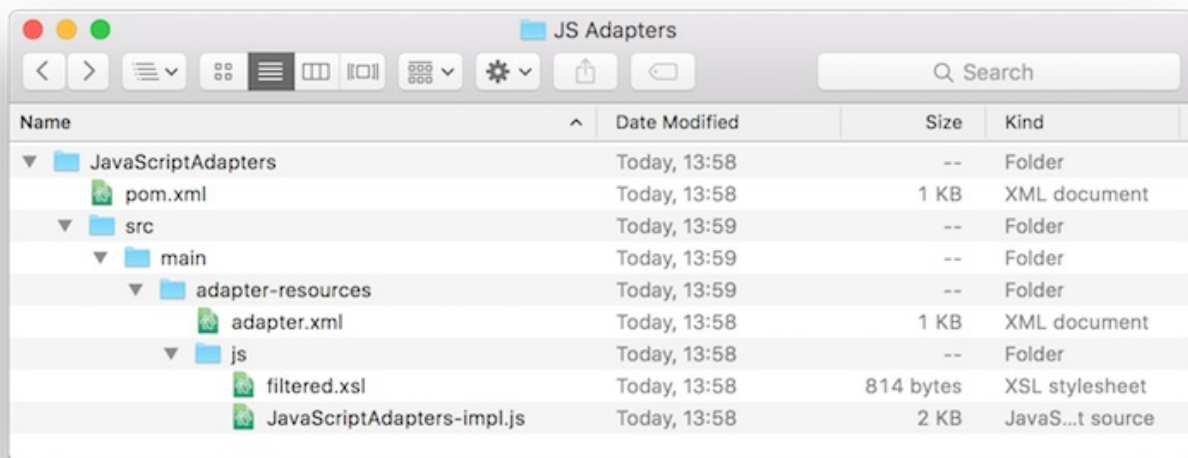 JS Adapters
Search
Name Date Modified Size Kind
JavaScriptAdapters Today, 13:58 -- Folder
pom.xml Today, 13:58 1 KB XML document
src Today, 13:59 -- Folder
main Today, 13:59 -- Folder
adapter-resources Today, 13:59 -- Folder
adapter.xml Today, 13:58 1 KB XML document
js Today, 13:58 -- Folder
filtered.xsl Today, 13:58 814 bytes XSL stylesheet
JavaScriptAdapters-impl.js Today, 13:58 2 KB JavaS...t source